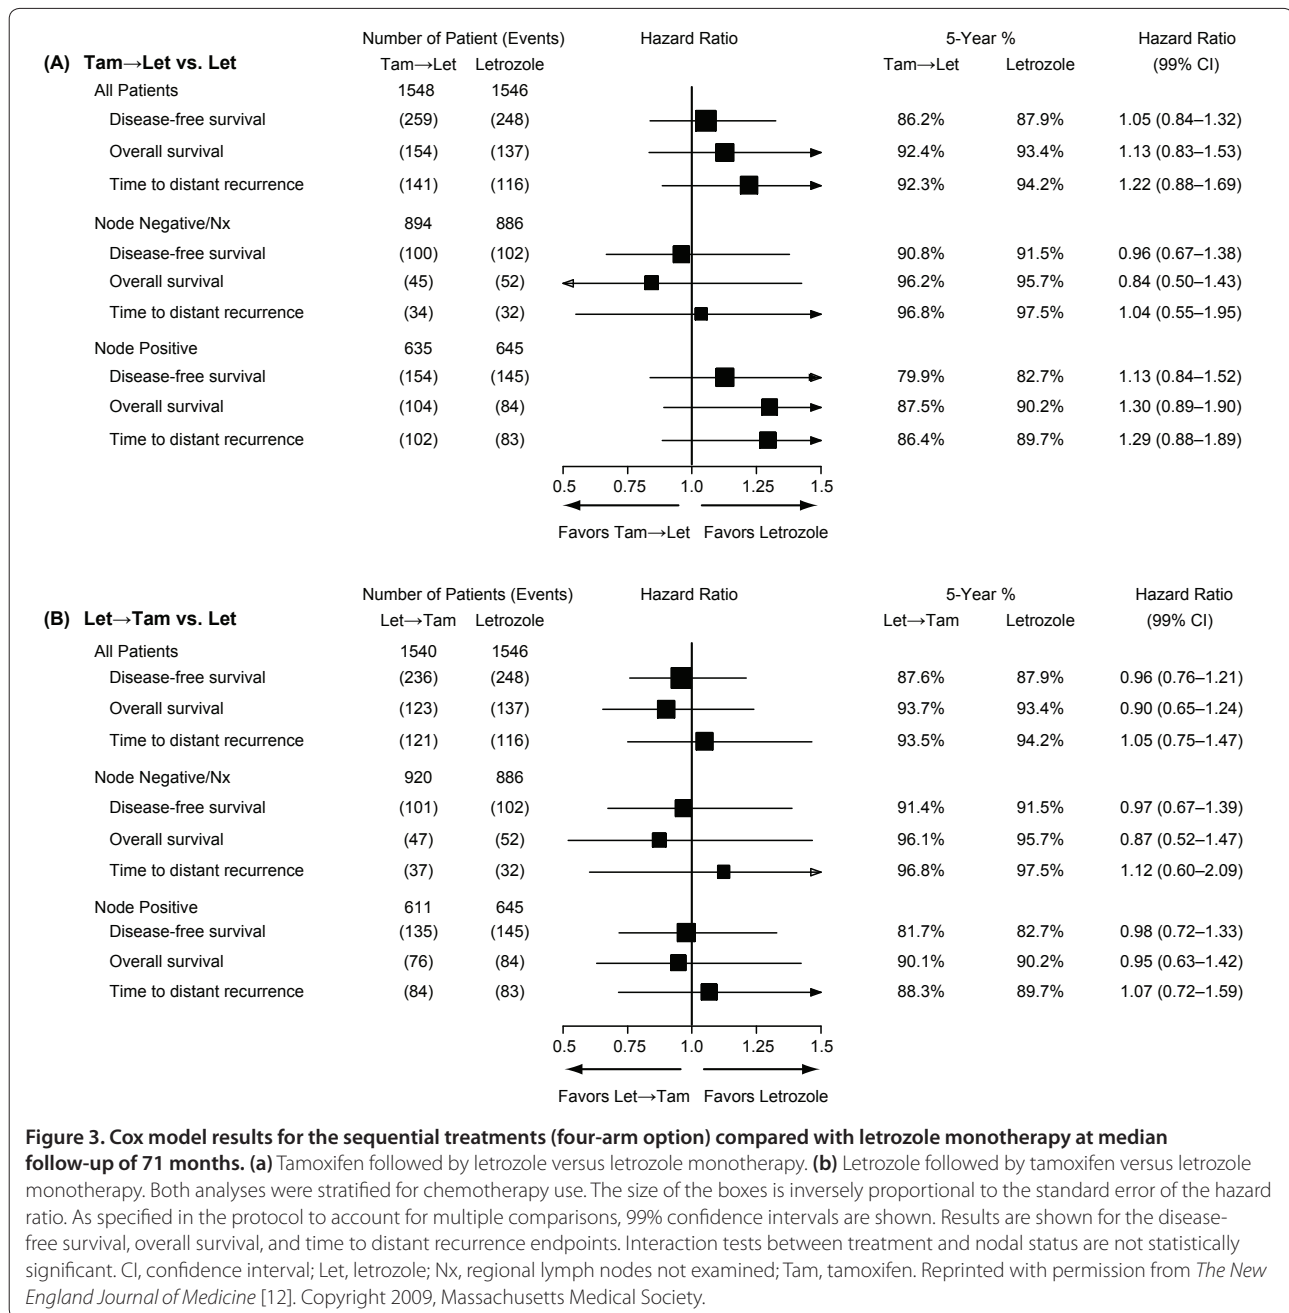 Number of Patient (Events) Hazard Ratio 5-Year % Hazard Ratio
(A) Tam→Let vs. Let Tam→Let Letrozole Tam→Let Letrozole (99% CI)
All Patients 1548 1546
Disease-free survival (259) (248) 86.2% 87.9% 1.05 (0.84–1.32)
Overall survival (154) (137) 92.4% 93.4% 1.13 (0.83–1.53)
Time to distant recurrence (141) (116) 92.3% 94.2% 1.22 (0.88–1.69)
Node Negative/Nx 894 886
Disease-free survival (100) (102) 90.8% 91.5% 0.96 (0.67–1.38)
Overall survival (45) (52) 96.2% 95.7% 0.84 (0.50–1.43)
Time to distant recurrence (34) (32) 96.8% 97.5% 1.04 (0.55–1.95)
Node Positive 635 645
Disease-free survival (154) (145) 79.9% 82.7% 1.13 (0.84–1.52)
Overall survival (104) (84) 87.5% 90.2% 1.30 (0.89–1.90)
Time to distant recurrence (102) (83) 86.4% 89.7% 1.29 (0.88–1.89)
0.5 0.75 1.0 1.25 1.5
Favors Tam→Let Favors Letrozole
Number of Patients (Events) Hazard Ratio 5-Year % Hazard Ratio
(B) Let→Tam vs. Let Let→Tam Letrozole Let→Tam Letrozole (99% CI)
All Patients 1540 1546
Disease-free survival (236) (248) 87.6% 87.9% 0.96 (0.76–1.21)
Overall survival (123) (137) 93.7% 93.4% 0.90 (0.65–1.24)
Time to distant recurrence (121) (116) 93.5% 94.2% 1.05 (0.75–1.47)
Node Negative/Nx 920 886
Disease-free survival (101) (102) 91.4% 91.5% 0.97 (0.67–1.39)
Overall survival (47) (52) 96.1% 95.7% 0.87 (0.52–1.47)
Time to distant recurrence (37) (32) 96.8% 97.5% 1.12 (0.60–2.09)
Node Positive 611 645
Disease-free survival (135) (145) 81.7% 82.7% 0.98 (0.72–1.33)
Overall survival (76) (84) 90.1% 90.2% 0.95 (0.63–1.42)
Time to distant recurrence (84) (83) 88.3% 89.7% 1.07 (0.72–1.59)
0.5 0.75 1.0 1.25 1.5
Favors Let→Tam Favors Letrozole
Figure 3. Cox model results for the sequential treatments (four-arm option) compared with letrozole monotherapy at median
follow-up of 71 months. (a) Tamoxifen followed by letrozole versus letrozole monotherapy. (b) Letrozole followed by tamoxifen versus letrozole
monotherapy. Both analyses were stratified for chemotherapy use. The size of the boxes is inversely proportional to the standard error of the hazard
ratio. As specified in the protocol to account for multiple comparisons, 99% confidence intervals are shown. Results are shown for the disease-
free survival, overall survival, and time to distant recurrence endpoints. Interaction tests between treatment and nodal status are not statistically
significant. CI, confidence interval; Let, letrozole; Nx, regional lymph nodes not examined; Tam, tamoxifen. Reprinted with permission from The New
England Journal of Medicine [12]. Copyright 2009, Massachusetts Medical Society.